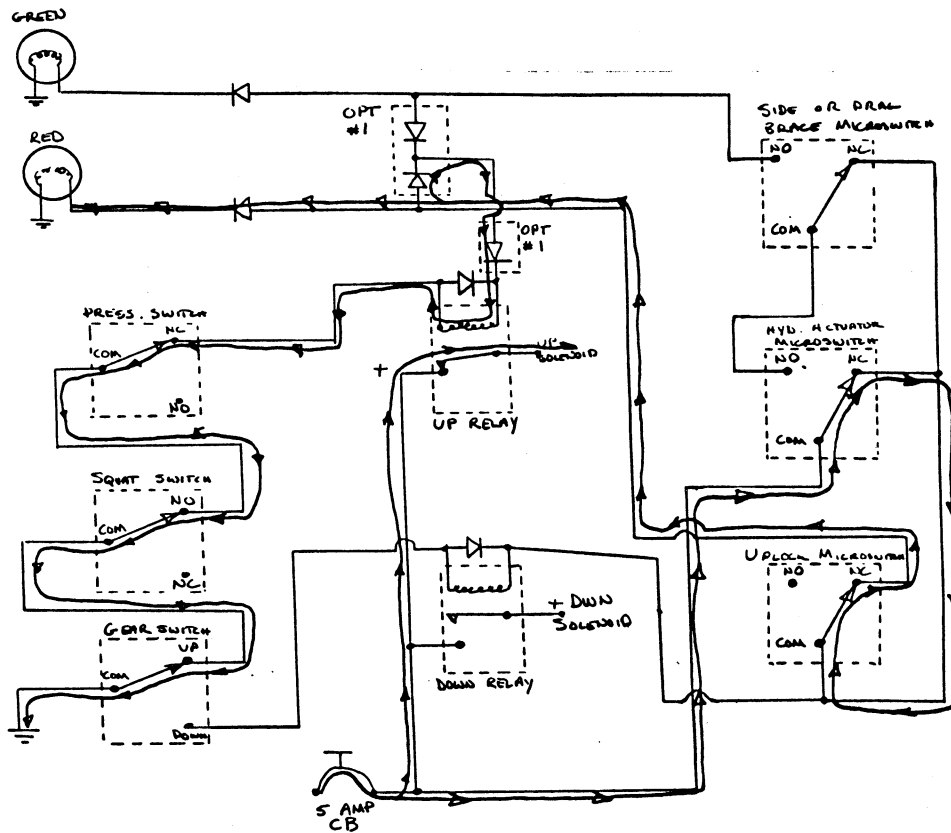 GREEN
RED
OPT
#1
SIDE OR DRAG
BRACE MICROSWITCH
NO
NC
COM
OPT
#1
PRESS. SWITCH
NC
COM
NO
UP
SOLENOID
+
UP RELAY
HYD. ACTUATOR
MICROSWITCH
NO
NC
COM
SQUAT SWITCH
NO
COM
NC
UPLOCK MICROSWITCH
NO
NC
COM
+ DWN
SOLENOID
DOWN RELAY
GEAR SWITCH
UP
COM
DOWN
5 AMP
CB